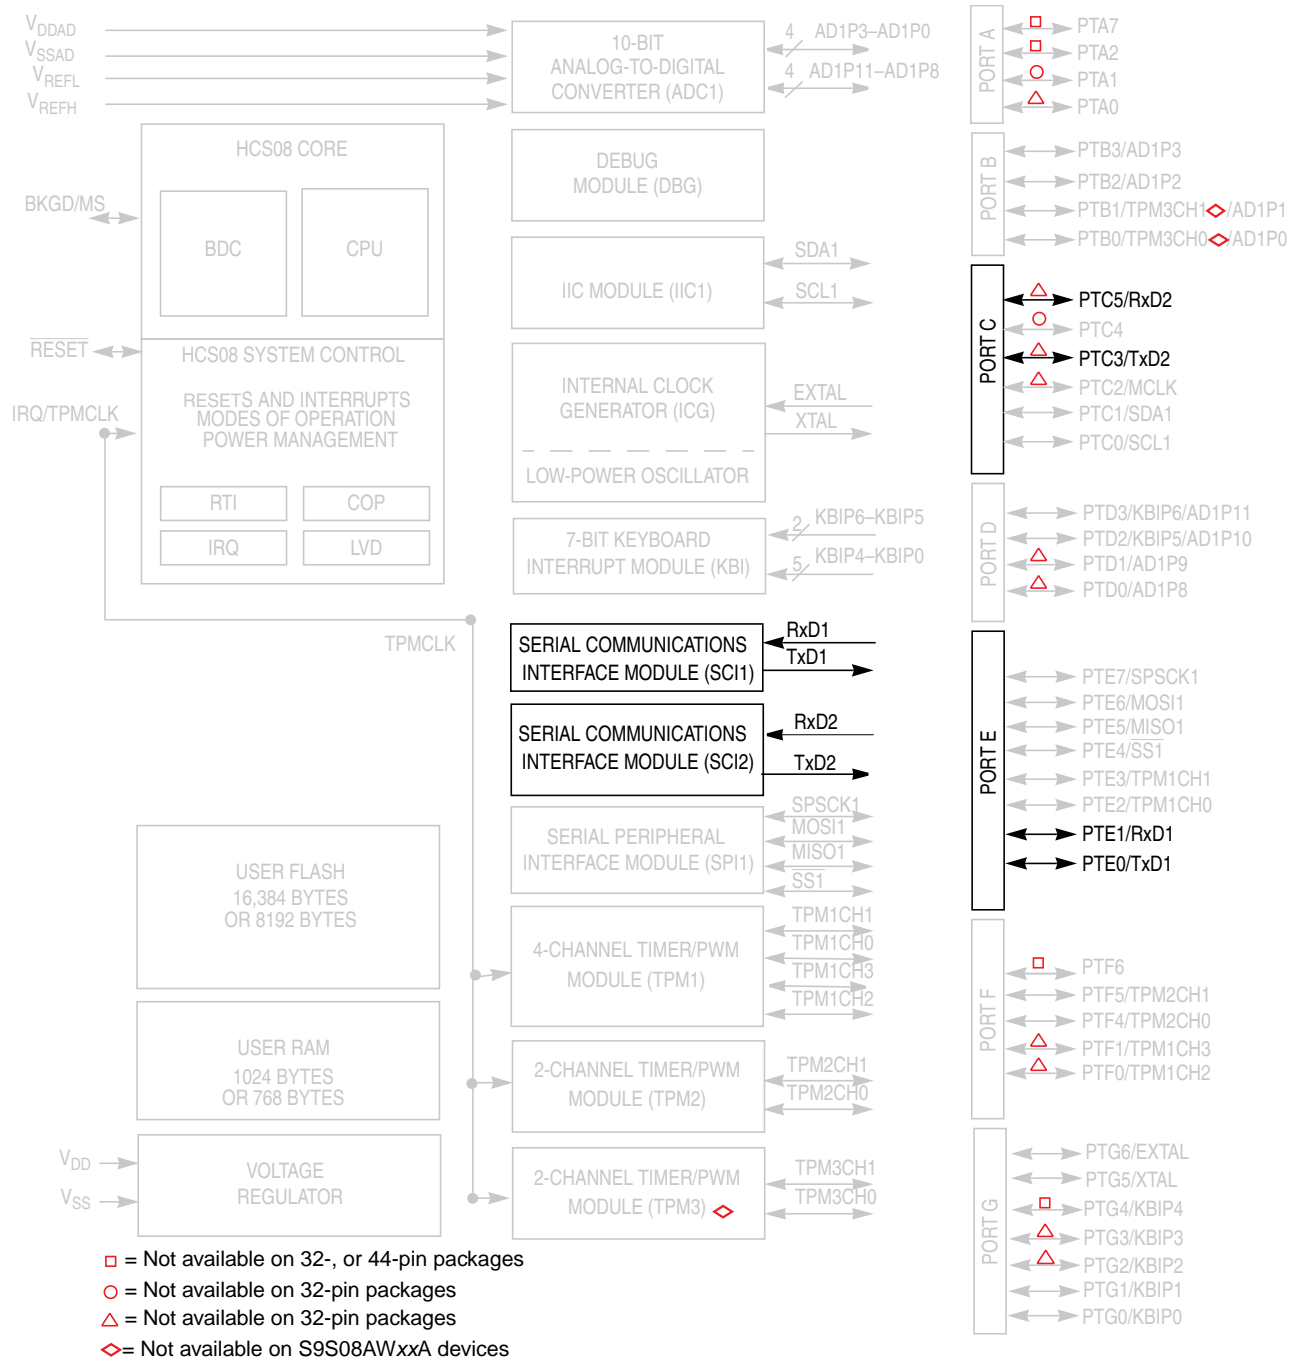 VDDAD
VSSAD
VREFL
VREFH
10-BIT
ANALOG-TO-DIGITAL
CONVERTER (ADC1)
4 AD1P3–AD1P0
4 AD1P11–AD1P8
HCS08 CORE
BDC
CPU
BKGD/MS
DEBUG
MODULE (DBG)
IIC MODULE (IIC1)
SDA1
SCL1
RESET
HCS08 SYSTEM CONTROL
RESETS AND INTERRUPTS
MODES OF OPERATION
POWER MANAGEMENT
IRQ/TPMCLK
RTI
COP
IRQ
LVD
INTERNAL CLOCK
GENERATOR (ICG)
LOW-POWER OSCILLATOR
EXTAL
XTAL
7-BIT KEYBOARD
INTERRUPT MODULE (KBI)
2 KBIP6–KBIP5
5 KBIP4–KBIP0
TPMCLK
SERIAL COMMUNICATIONS
INTERFACE MODULE (SCI1)
RxD1
TxD1
SERIAL COMMUNICATIONS
INTERFACE MODULE (SCI2)
RxD2
TxD2
SERIAL PERIPHERAL
INTERFACE MODULE (SPI1)
SPSCK1
MOSI1
MISO1
SS1
USER FLASH
16,384 BYTES
OR 8192 BYTES
4-CHANNEL TIMER/PWM
MODULE (TPM1)
TPM1CH1
TPM1CH0
TPM1CH3
TPM1CH2
USER RAM
1024 BYTES
OR 768 BYTES
2-CHANNEL TIMER/PWM
MODULE (TPM2)
TPM2CH1
TPM2CH0
VDD
VSS
VOLTAGE
REGULATOR
2-CHANNEL TIMER/PWM
MODULE (TPM3)
TPM3CH1
TPM3CH0
PORT A
PTA7
PTA2
PTA1
PTA0
PORT B
PTB3/AD1P3
PTB2/AD1P2
PTB1/TPM3CH1/AD1P1
PTB0/TPM3CH0/AD1P0
PORT C
PTC5/RxD2
PTC4
PTC3/TxD2
PTC2/MCLK
PTC1/SDA1
PTC0/SCL1
PORT D
PTD3/KBIP6/AD1P11
PTD2/KBIP5/AD1P10
PTD1/AD1P9
PTD0/AD1P8
PORT E
PTE7/SPSCK1
PTE6/MOSI1
PTE5/MISO1
PTE4/SS1
PTE3/TPM1CH1
PTE2/TPM1CH0
PTE1/RxD1
PTE0/TxD1
PORT F
PTF6
PTF5/TPM2CH1
PTF4/TPM2CH0
PTF1/TPM1CH3
PTF0/TPM1CH2
PORT G
PTG6/EXTAL
PTG5/XTAL
PTG4/KBIP4
PTG3/KBIP3
PTG2/KBIP2
PTG1/KBIP1
PTG0/KBIP0
= Not available on 32-, or 44-pin packages
= Not available on 32-pin packages
= Not available on 32-pin packages
= Not available on S9S08AWxxA devices